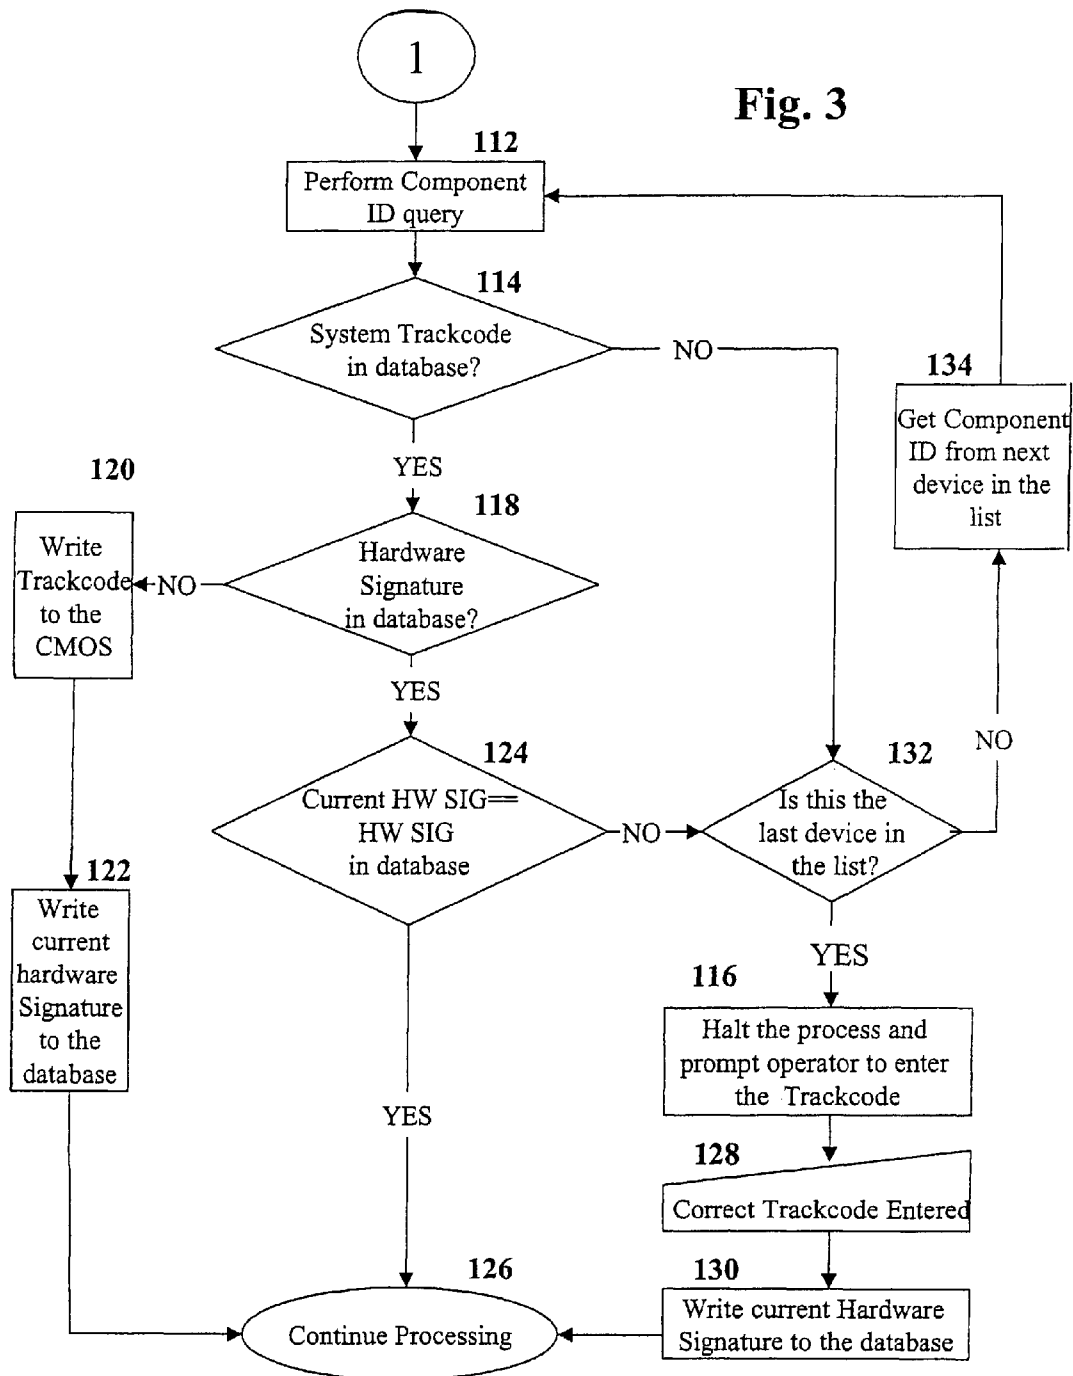 1
Fig. 3
112
Perform Component
ID query
114
System Trackcode
in database?
NO
134
Get Component
ID from next
device in the
list
YES
120
118
Write
Trackcode
to the
CMOS
NO
Hardware
Signature
in database?
YES
124
132
NO
Current HW SIG==
HW SIG
in database
NO
Is this the
last device in
the list?
122
Write
current
hardware
Signature
to the
database
YES
116
Halt the process and
prompt operator to enter
the Trackcode
YES
128
Correct Trackcode Entered
126
130
Continue Processing
Write current Hardware
Signature to the database